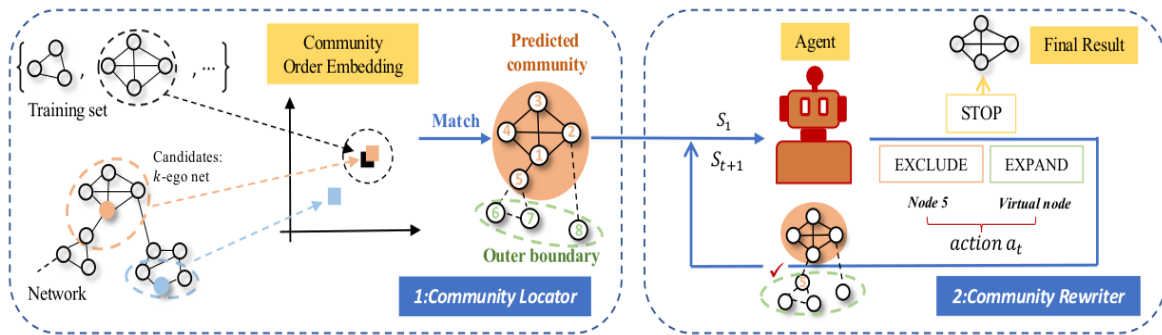 { , , ... }
Training set
Community
Order Embedding
Candidates:
k-ego net
Network
Match
Predicted
community
3
4
2
1
5
6
7
8
Outer boundary
1:Community Locator
Agent
S1
St+1
Final Result
STOP
EXCLUDE
EXPAND
Node 5
Virtual node
action at
5
2:Community Rewriter